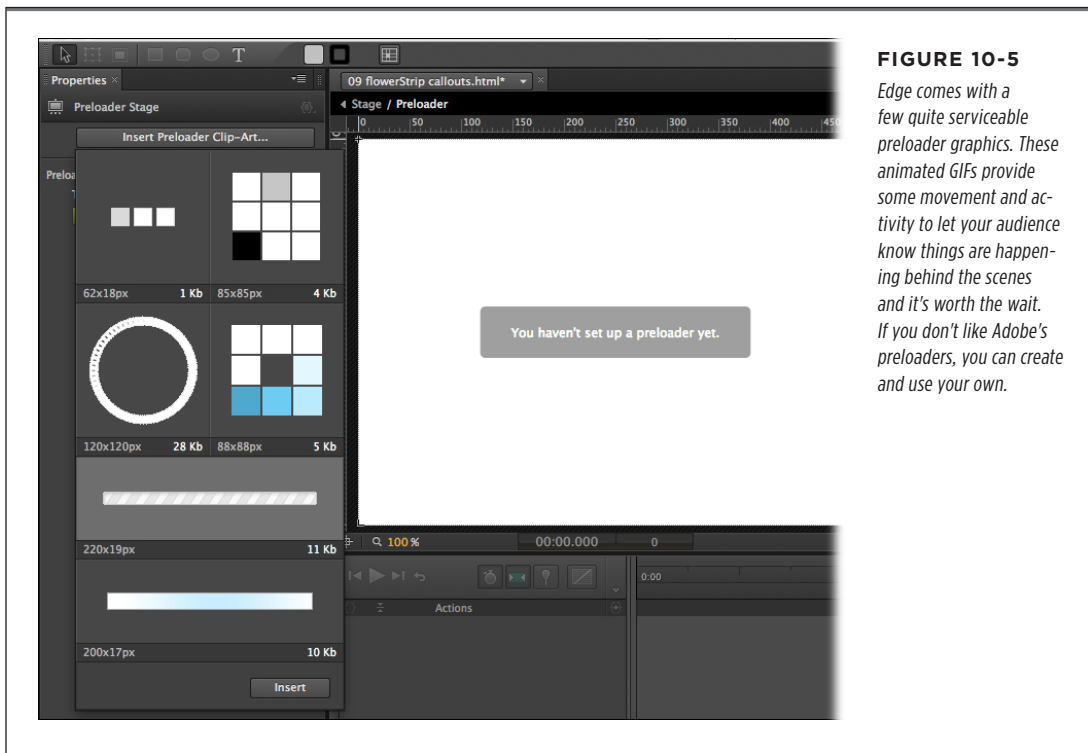 T
Properties ×
09 flowerStrip callouts.html* ×
Preloader Stage
Stage / Preloader
Insert Preloader Clip-Art...
0 50 100 150 200 250 300 350 400 450
Preloa
62x18px 1 Kb 85x85px 4 Kb
You haven't set up a preloader yet.
120x120px 28 Kb 88x88px 5 Kb
220x19px 11 Kb
100 % 00:00.000 0
0:00
Actions
200x17px 10 Kb
Insert
FIGURE 10-5
Edge comes with a
few quite serviceable
preloader graphics. These
animated GIFs provide
some movement and ac-
tivity to let your audience
know things are happen-
ing behind the scenes
and it's worth the wait.
If you don't like Adobe's
preloaders, you can create
and use your own.